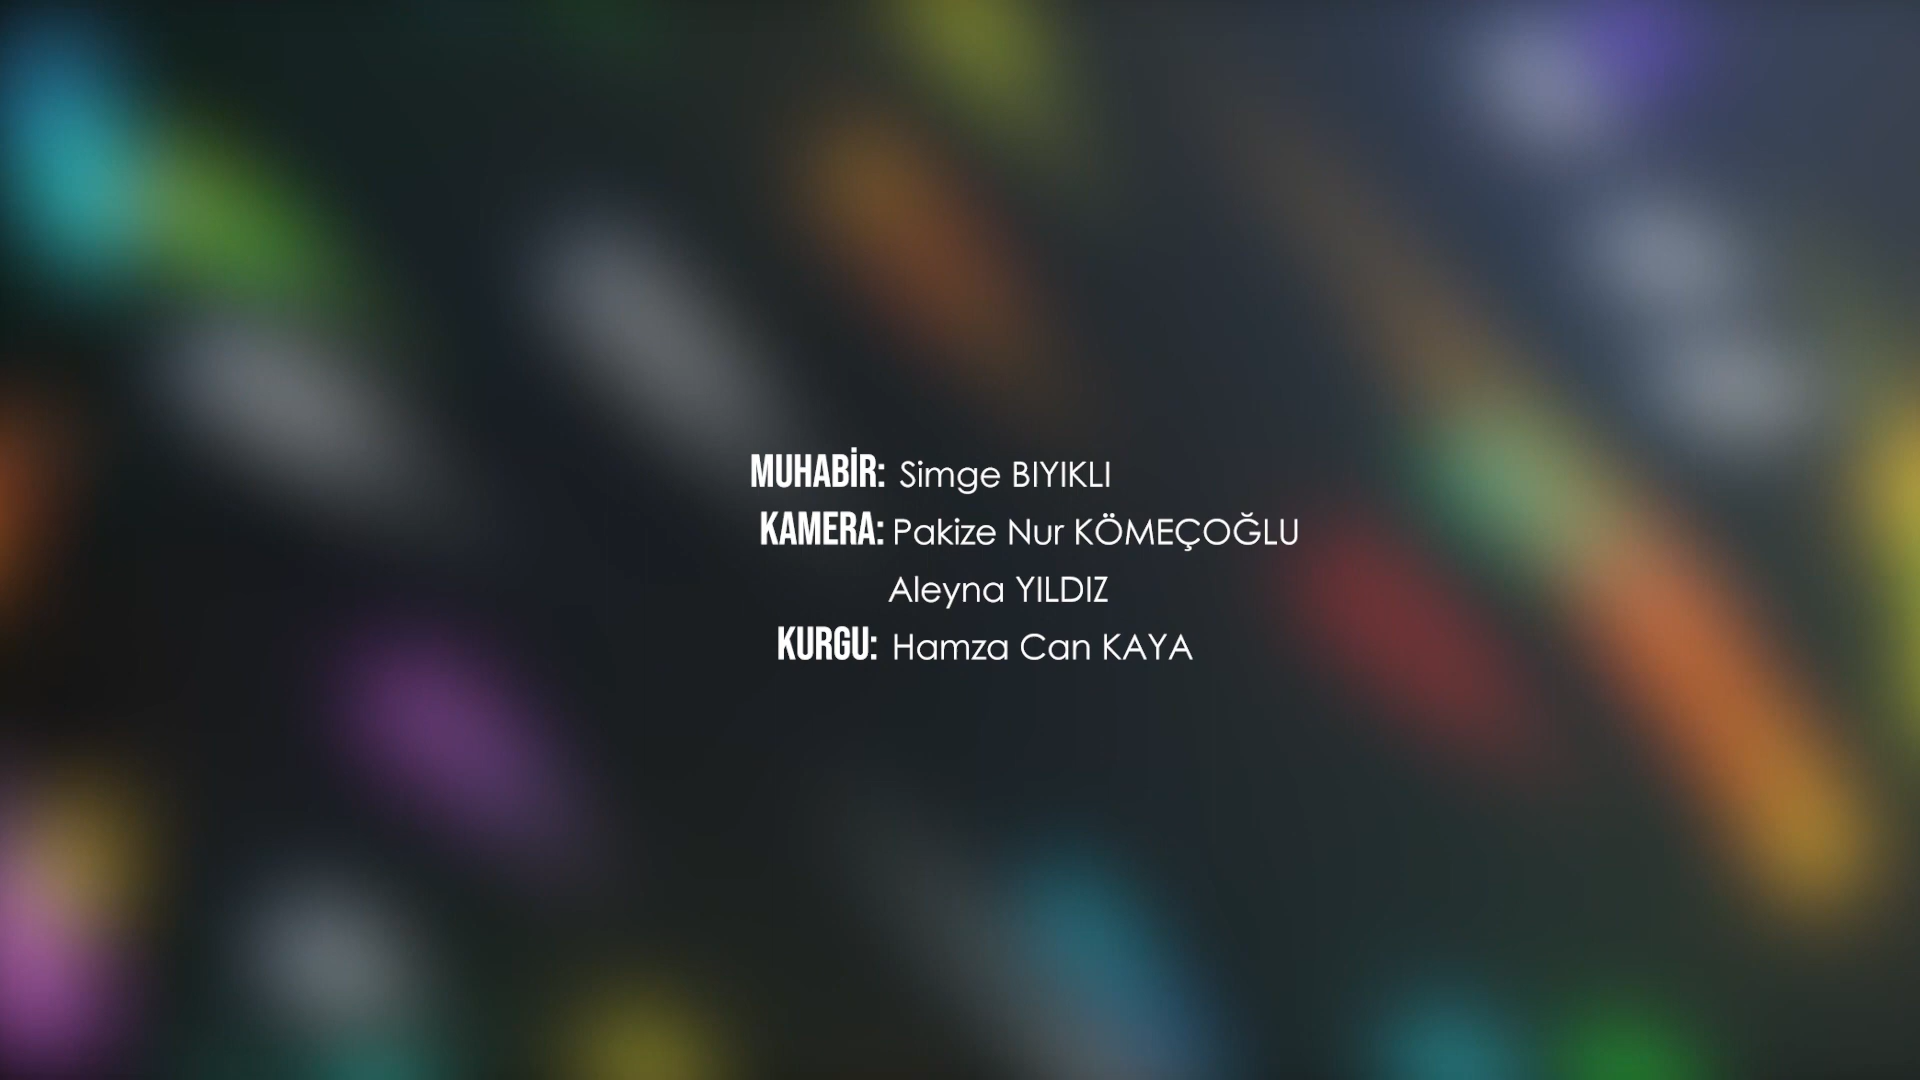 MUHABİR: Simge BIYIKLI
KAMERA: Pakize Nur KÖMEÇOĞLU
Aleyna YILDIZ
KURGU: Hamza Can KAYA